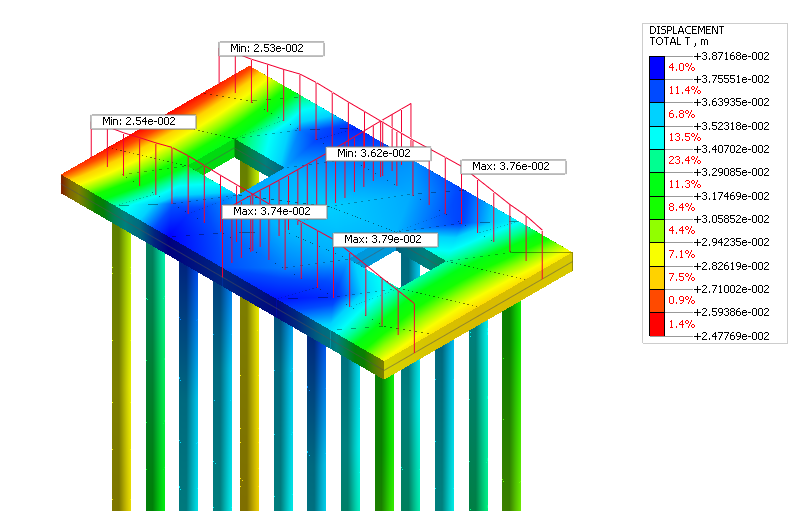 DISPLACEMENT
TOTAL T , m
+3.87168e-002
4.0%
+3.75551e-002
11.4%
+3.63935e-002
6.8%
+3.52318e-002
13.5%
+3.40702e-002
23.4%
+3.29085e-002
11.3%
+3.17469e-002
8.4%
+3.05852e-002
4.4%
+2.94235e-002
7.1%
+2.82619e-002
7.5%
+2.71002e-002
0.9%
+2.59386e-002
1.4%
+2.47769e-002
Min: 2.53e-002
Min: 2.54e-002
Min: 3.62e-002
Max: 3.76e-002
Max: 3.74e-002
Max: 3.79e-002